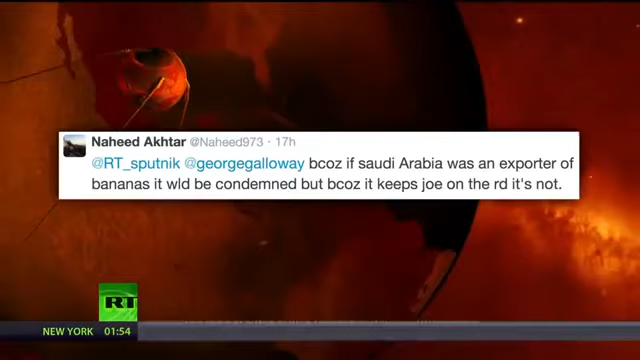 Naheed Akhtar @Naheed973 · 17h
@RT_sputnik @georgegalloway bcoz if saudi Arabia was an exporter of
bananas it wld be condemned but bcoz it keeps joe on the rd it's not.
RT
NEW YORK 01:54